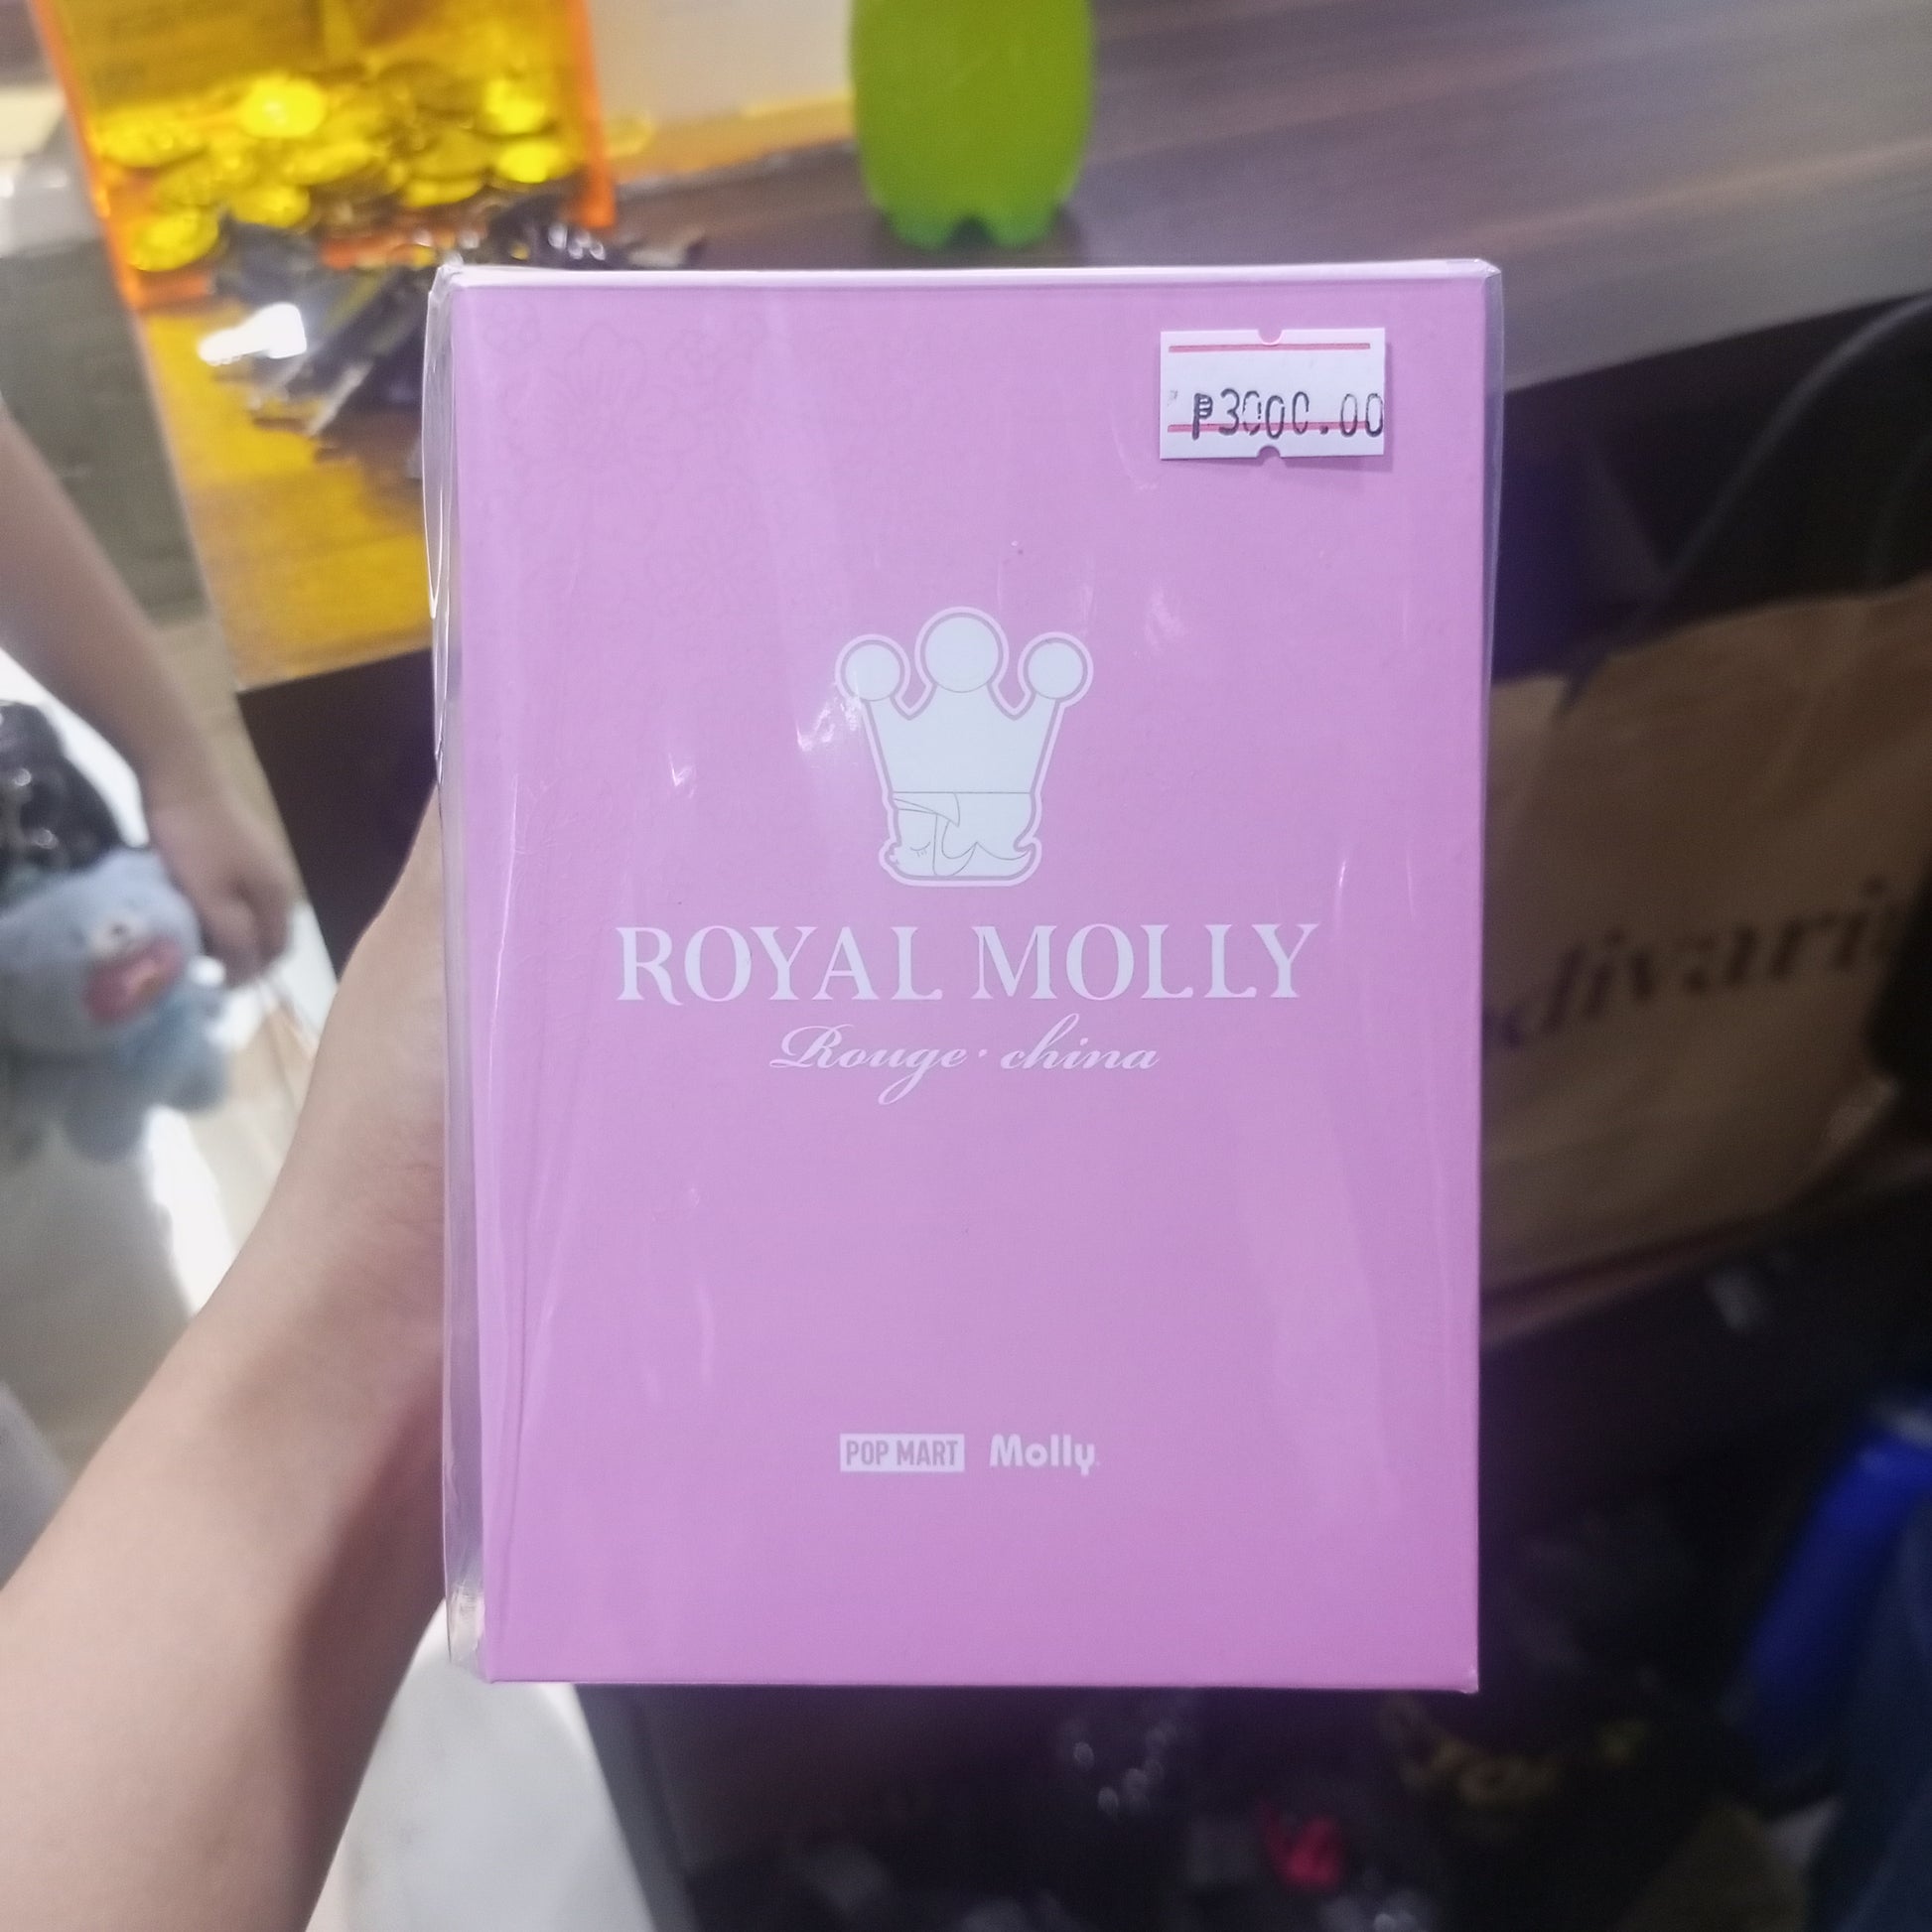 ₱3000.00
ROYAL MOLLY
Rouge·china
POP MART Molly